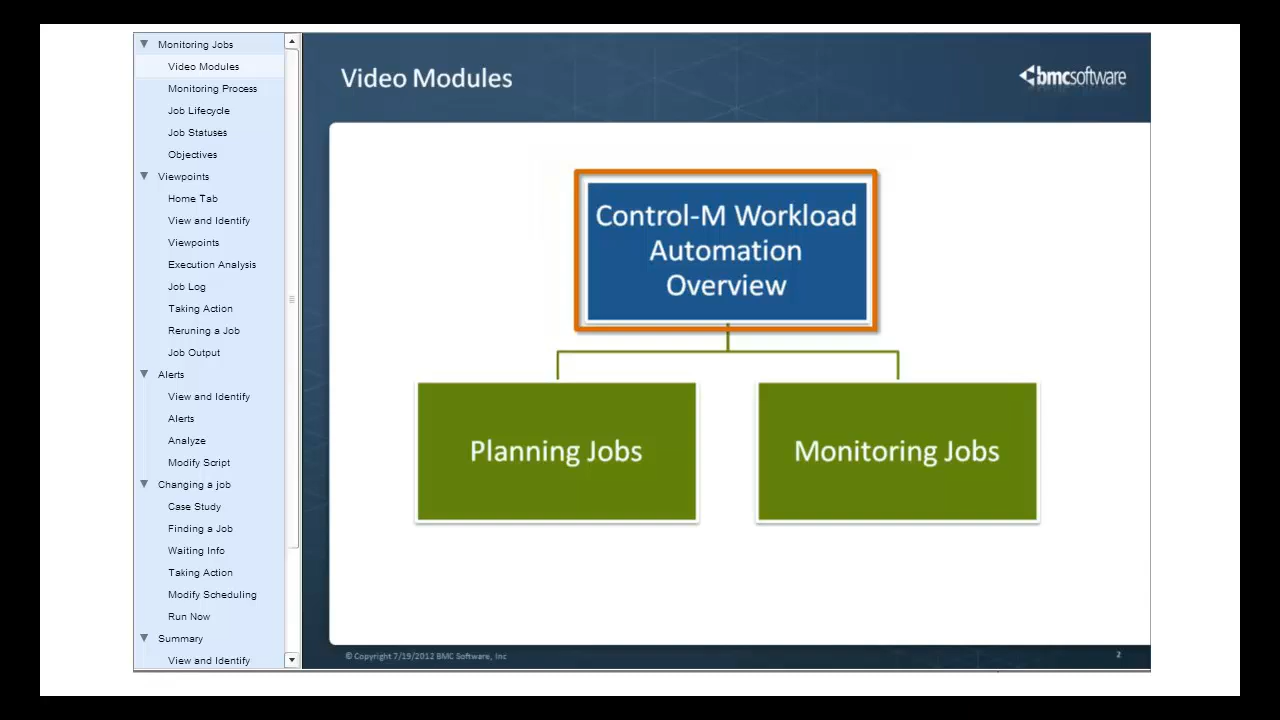 Monitoring Jobs
Video Modules
Monitoring Process
Job Lifecycle
Job Statuses
Objectives
Viewpoints
Home Tab
View and Identify
Viewpoints
Execution Analysis
Job Log
Taking Action
Reruning a Job
Job Output
Alerts
View and Identify
Alerts
Analyze
Modify Script
Changing a job
Case Study
Finding a Job
Waiting Info
Taking Action
Modify Scheduling
Run Now
Summary
View and Identify
Video Modules
bmcsoftware
Control-M Workload
Automation
Overview
Planning Jobs
Monitoring Jobs
© Copyright 7/19/2012 BMC Software, Inc
2